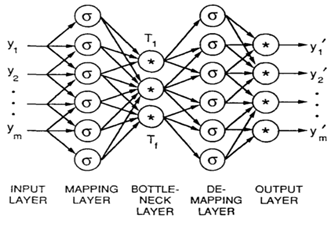 σ σ
T₁
y₁ σ σ * y₁′
*
y₂ σ σ * y₂′
*
σ σ *
*
yₘ σ σ * yₘ′
T_f
σ σ
INPUT
LAYER
MAPPING
LAYER
BOTTLE-
NECK
LAYER
DE-
MAPPING
LAYER
OUTPUT
LAYER